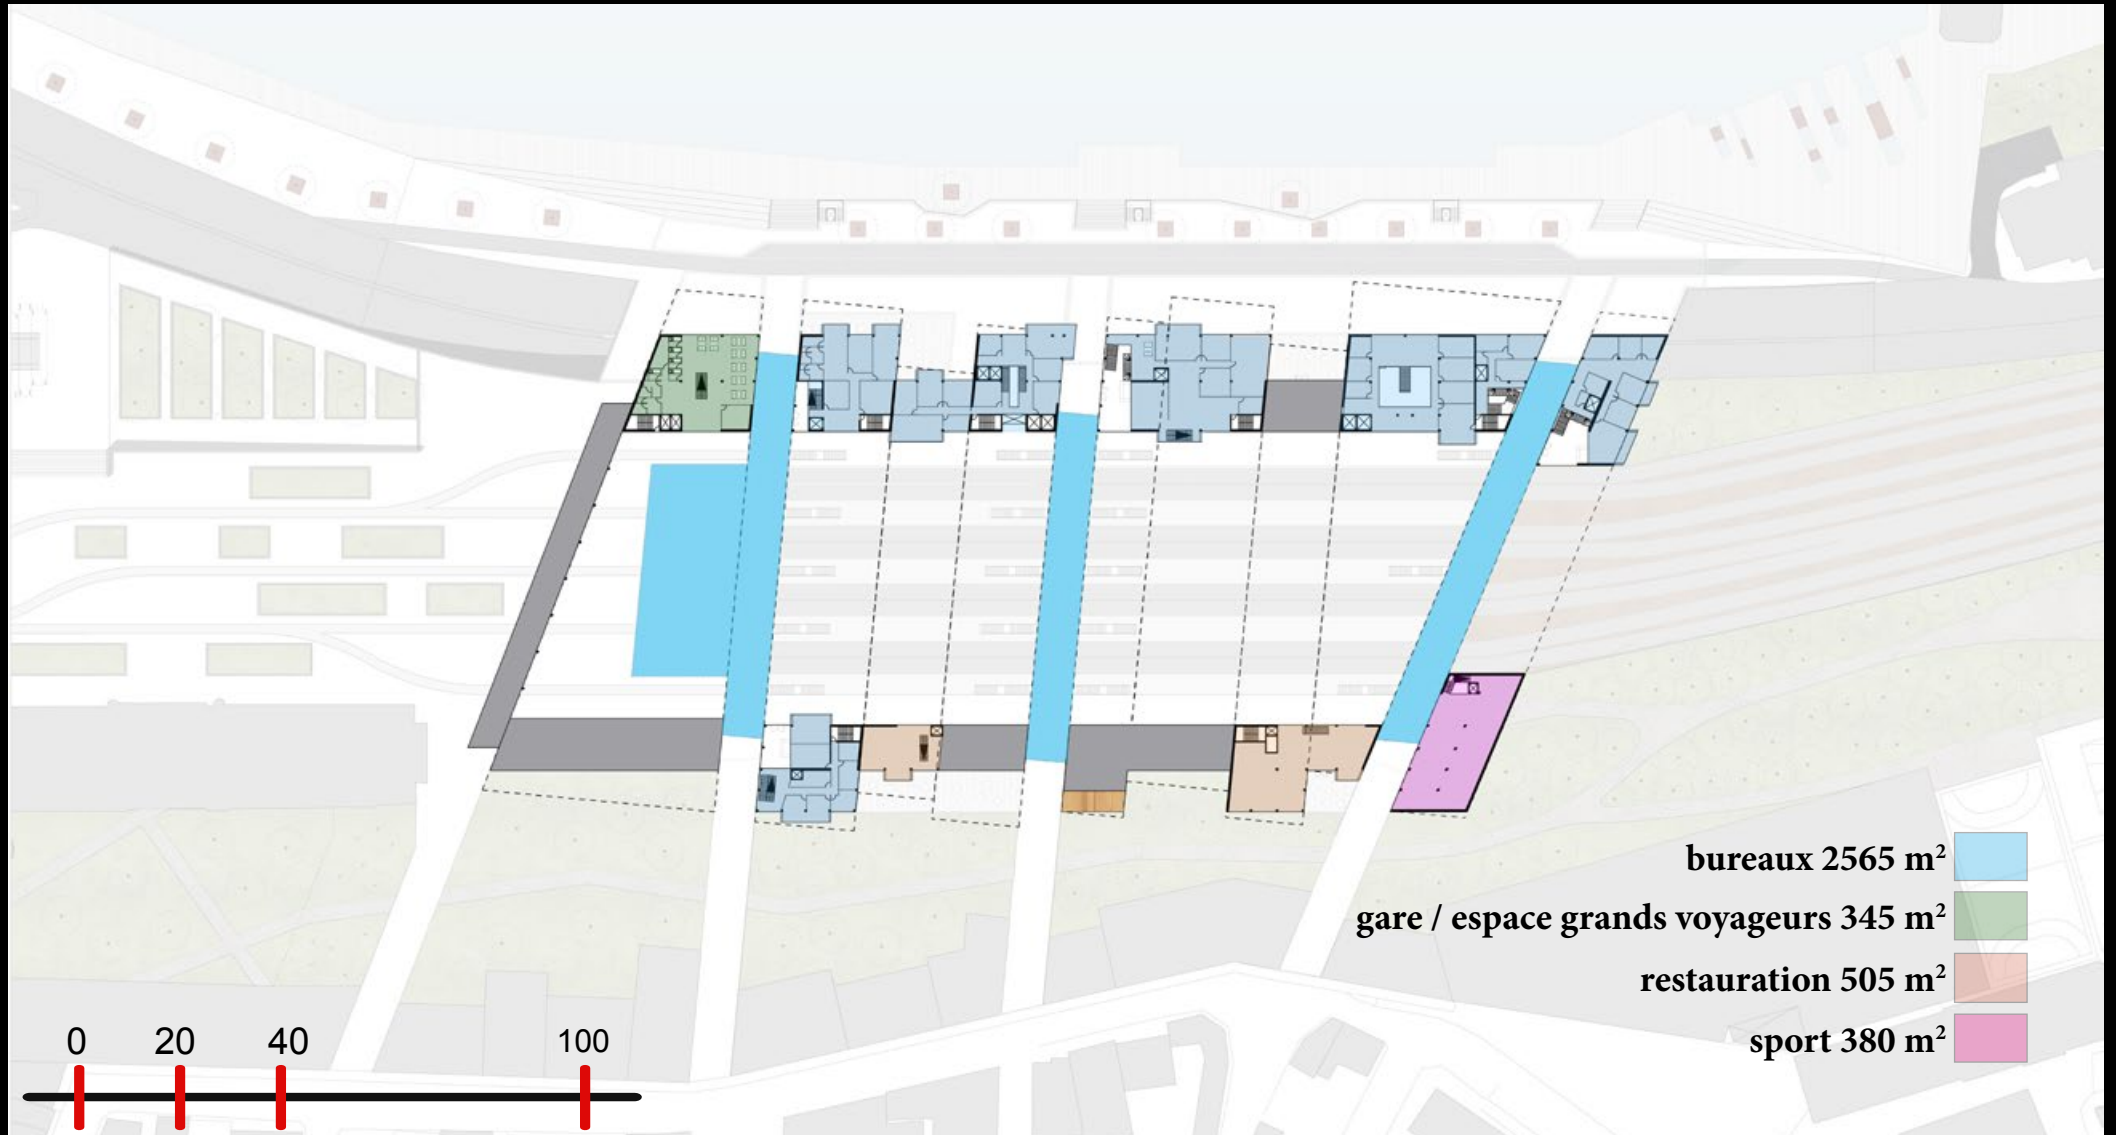 bureaux 2565 m²
gare / espace grands voyageurs 345 m²
restauration 505 m²
sport 380 m²
0 20 40 100